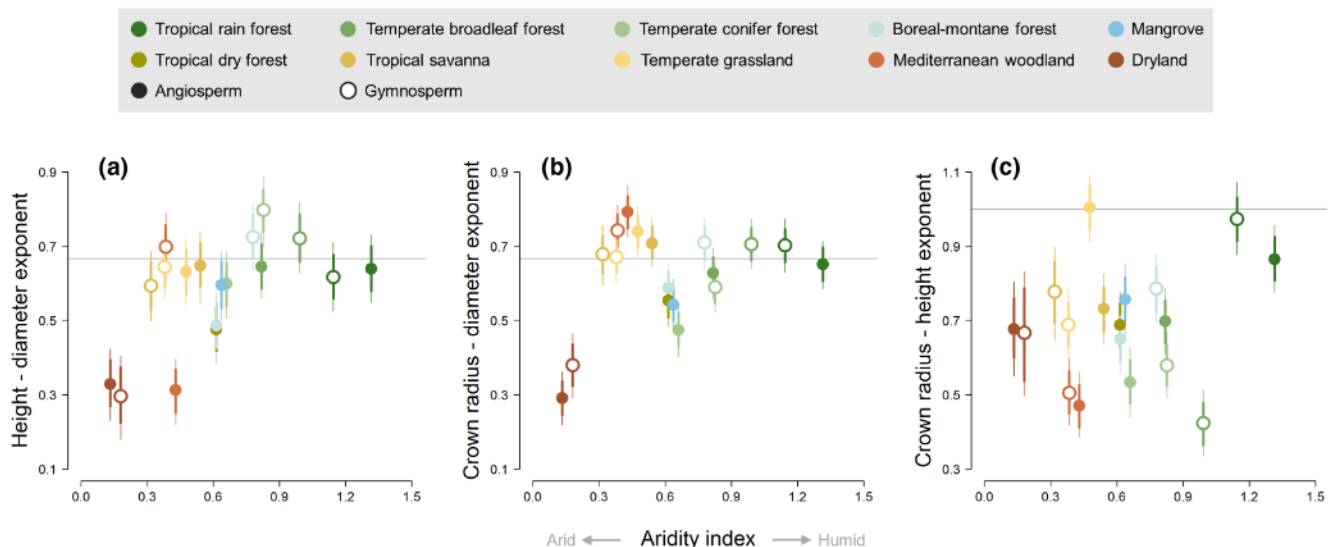 Tropical rain forest Temperate broadleaf forest Temperate conifer forest Boreal-montane forest Mangrove
Tropical dry forest Tropical savanna Temperate grassland Mediterranean woodland Dryland
Angiosperm Gymnosperm
(a)
Height - diameter exponent
0.9
0.7
0.5
0.3
0.1
0.0 0.3 0.6 0.9 1.2 1.5
(b)
Crown radius - diameter exponent
0.9
0.7
0.5
0.3
0.1
0.0 0.3 0.6 0.9 1.2 1.5
(c)
Crown radius - height exponent
1.1
0.9
0.7
0.5
0.3
0.0 0.3 0.6 0.9 1.2 1.5
Arid Aridity index Humid